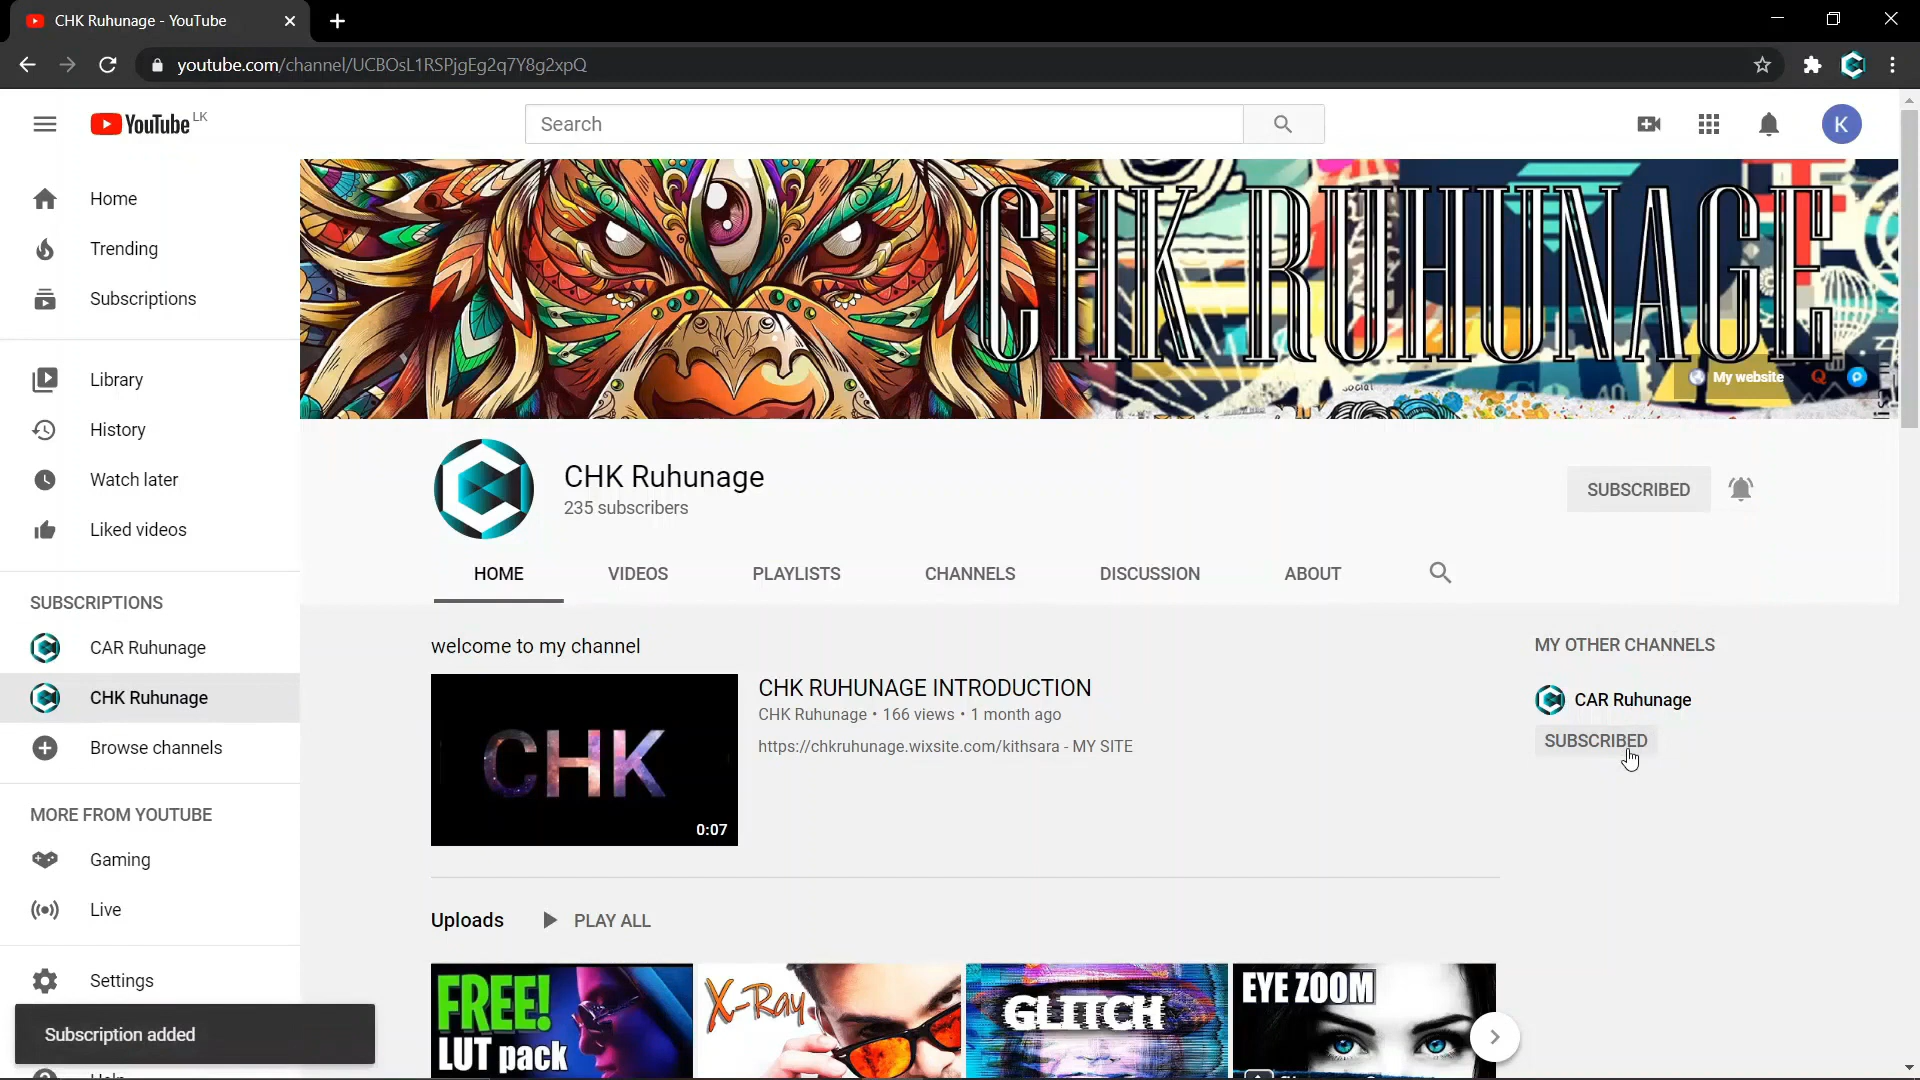 CHK Ruhunage - YouTube
youtube.com/channel/UCBOsL1RSPjgEg2q7Y8g2xpQ
YouTube LK
Search
K
Home
Trending
Subscriptions
Library
History
Watch later
Liked videos
SUBSCRIPTIONS
CAR Ruhunage
CHK Ruhunage
Browse channels
MORE FROM YOUTUBE
Gaming
Live
Settings
Subscription added
CHK RUHUNAGE
My website
CHK Ruhunage
235 subscribers
SUBSCRIBED
HOME
VIDEOS
PLAYLISTS
CHANNELS
DISCUSSION
ABOUT
welcome to my channel
CHK
0:07
CHK RUHUNAGE INTRODUCTION
CHK Ruhunage • 166 views • 1 month ago
https://chkruhunage.wixsite.com/kithsara - MY SITE
MY OTHER CHANNELS
CAR Ruhunage
SUBSCRIBED
Uploads
PLAY ALL
FREE!
LUT pack
X-Ray
GLITCH
EYE ZOOM